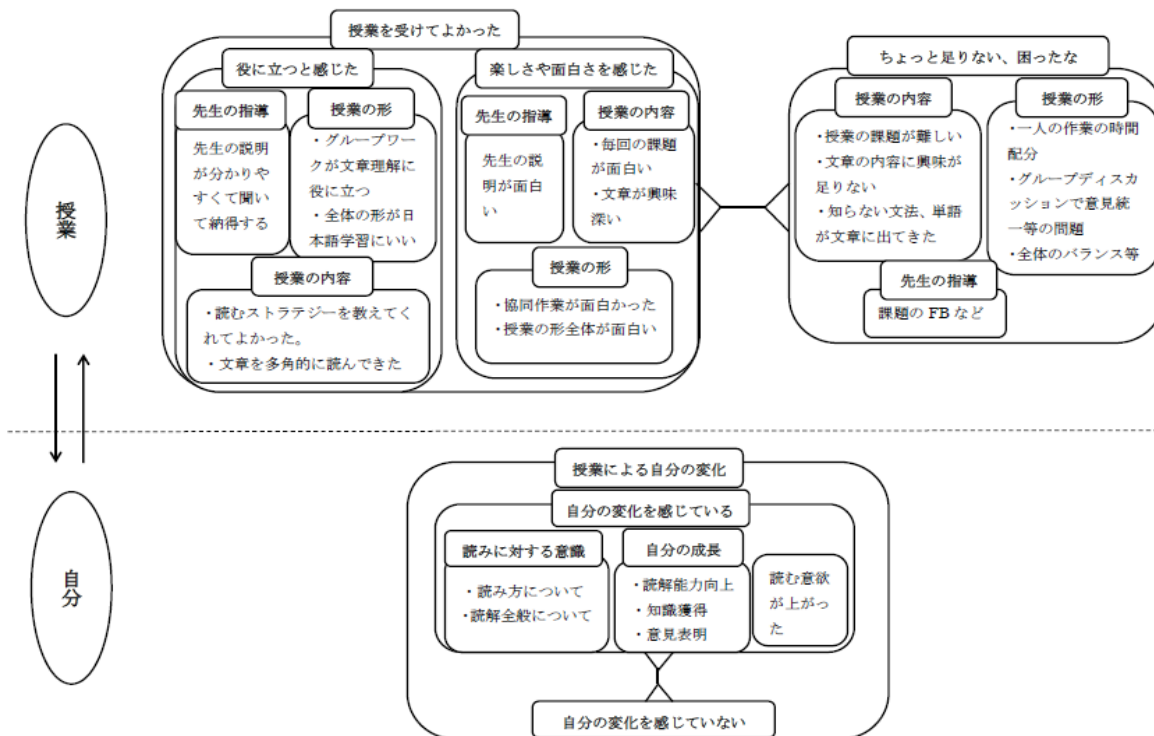 授業を受けてよかった
役に立つと感じた
先生の指導
先生の説明
が分かりや
すくて聞い
て納得する
授業の形
・グループワー
クが文章理解に
役に立つ
・全体の形が日
本語学習にいい
授業の内容
・読むストラテジーを教えてく
れてよかった。
・文章を多角的に読んできた
楽しさや面白さを感じた
先生の指導
先生の説
明が面白
い
授業の内容
・毎回の課題
が面白い
・文章が興味
深い
授業の形
・協同作業が面白かった
・授業の形全体が面白い
ちょっと足りない、困ったな
授業の内容
・授業の課題が難しい
・文章の内容に興味が
足りない
・知らない文法、単語
が文章に出てきた
授業の形
・一人の作業の時間
配分
・グループディスカ
ッションで意見統
一等の問題
・全体のバランス等
先生の指導
課題の FB など
授業
自分
授業による自分の変化
自分の変化を感じている
読みに対する意識
・読み方について
・読解全般について
自分の成長
・読解能力向上
・知識獲得
・意見表明
読む意欲
が上がっ
た
自分の変化を感じていない